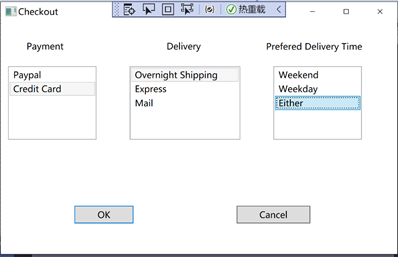 Checkout
热重载
Payment
Delivery
Prefered Delivery Time
Paypal
Credit Card
Overnight Shipping
Express
Mail
Weekend
Weekday
Either
OK
Cancel